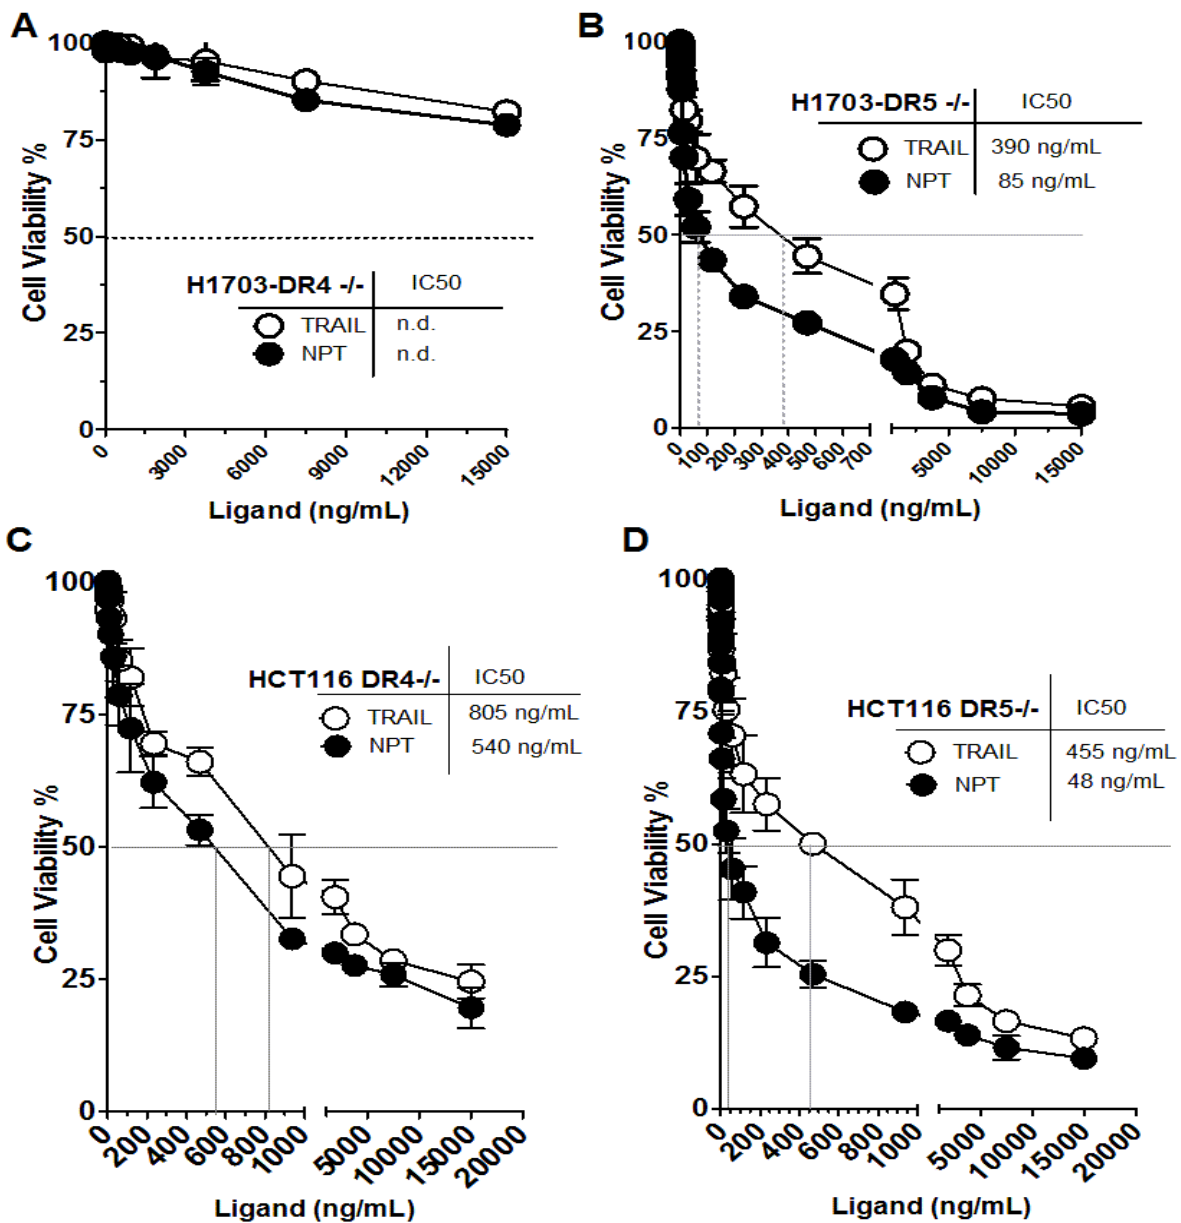 A
100
75
50
25
0
Cell Viability %
H1703-DR4 -/- IC50
TRAIL n.d.
NPT n.d.
0 3000 6000 9000 12000 15000
Ligand (ng/mL)
B
100
75
50
25
0
Cell Viability %
H1703-DR5 -/- IC50
TRAIL 390 ng/mL
NPT 85 ng/mL
0 100 200 300 400 500 600 700 5000 10000 15000
Ligand (ng/mL)
C
100
75
50
25
0
Cell Viability %
HCT116 DR4-/- IC50
TRAIL 805 ng/mL
NPT 540 ng/mL
0 200 400 600 800 1000 5000 10000 15000 20000
Ligand (ng/mL)
D
100
75
50
25
0
Cell Viability %
HCT116 DR5-/- IC50
TRAIL 455 ng/mL
NPT 48 ng/mL
0 200 400 600 800 1000 5000 10000 15000 20000
Ligand (ng/mL)